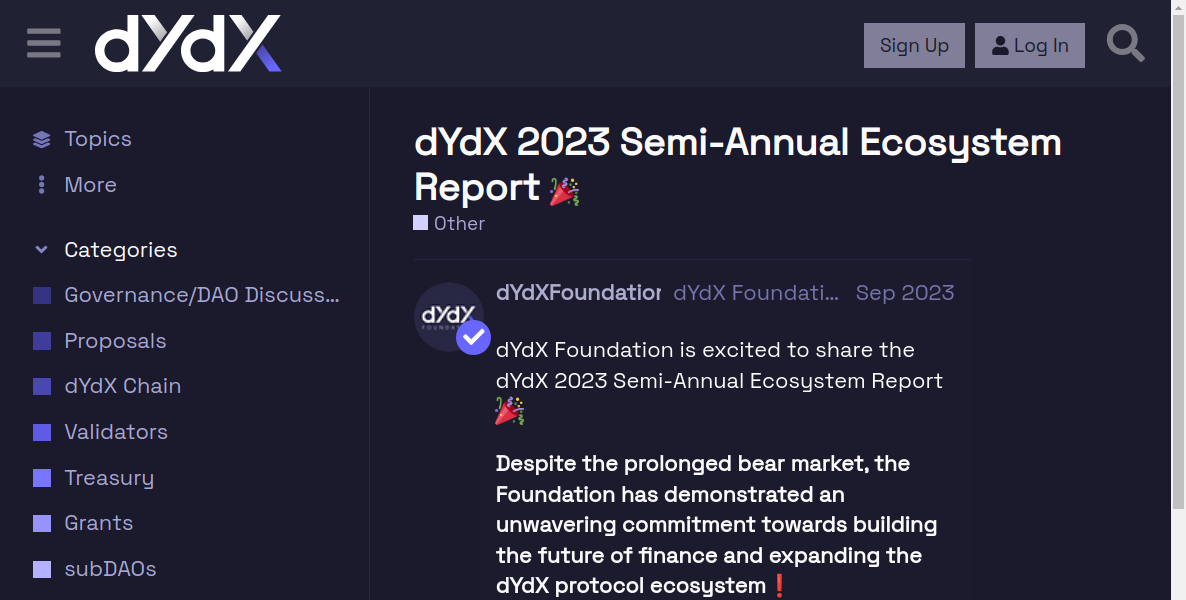 dYdX
Sign Up
Log In
Topics
More
Categories
Governance/DAO Discuss...
Proposals
dYdX Chain
Validators
Treasury
Grants
subDAOs
dYdX 2023 Semi-Annual Ecosystem
Report 🎉
Other
dYdX
FOUNDAT
dYdXFoundation dYdX Foundati... Sep 2023
dYdX Foundation is excited to share the
dYdX 2023 Semi-Annual Ecosystem Report
🎉
Despite the prolonged bear market, the
Foundation has demonstrated an
unwavering commitment towards building
the future of finance and expanding the
dYdX protocol ecosystem❗